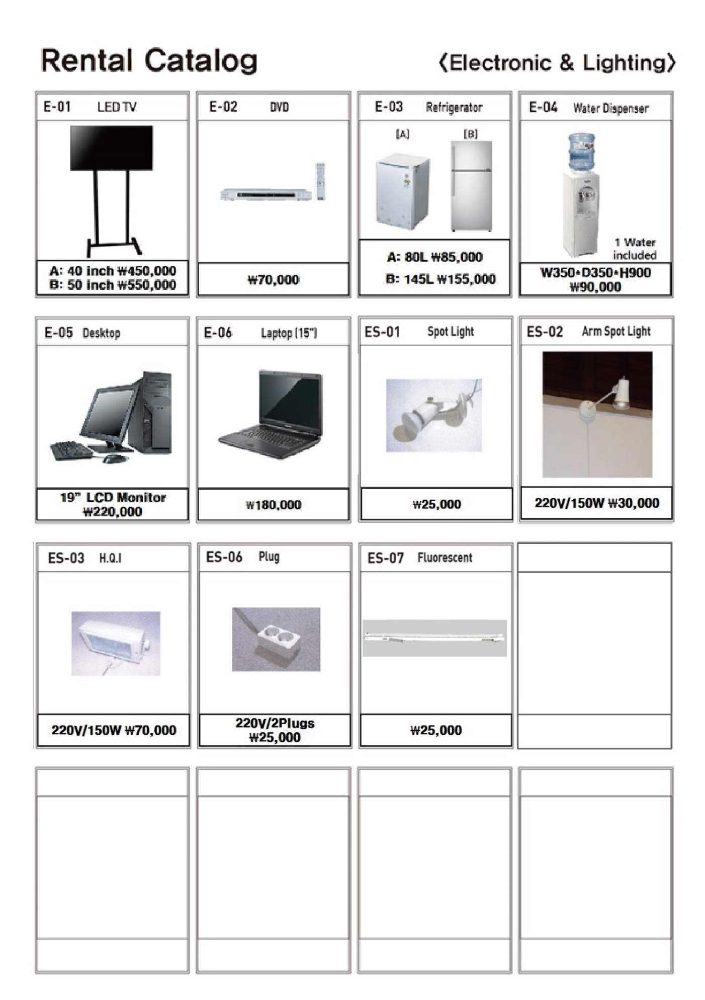 Rental Catalog
〈Electronic & Lighting〉
E-01 LED TV
A: 40 inch ₩450,000
B: 50 inch ₩550,000
E-02 DVD
₩70,000
E-03 Refrigerator
[A] [B]
A: 80L ₩85,000
B: 145L ₩155,000
E-04 Water Dispenser
1 Water
included
W350*D350*H900
₩90,000
E-05 Desktop
19” LCD Monitor
₩220,000
E-06 Laptop (15")
₩180,000
ES-01 Spot Light
₩25,000
ES-02 Arm Spot Light
220V/150W ₩30,000
ES-03 H.Q.I
220V/150W ₩70,000
ES-06 Plug
220V/2Plugs
₩25,000
ES-07 Fluorescent
₩25,000